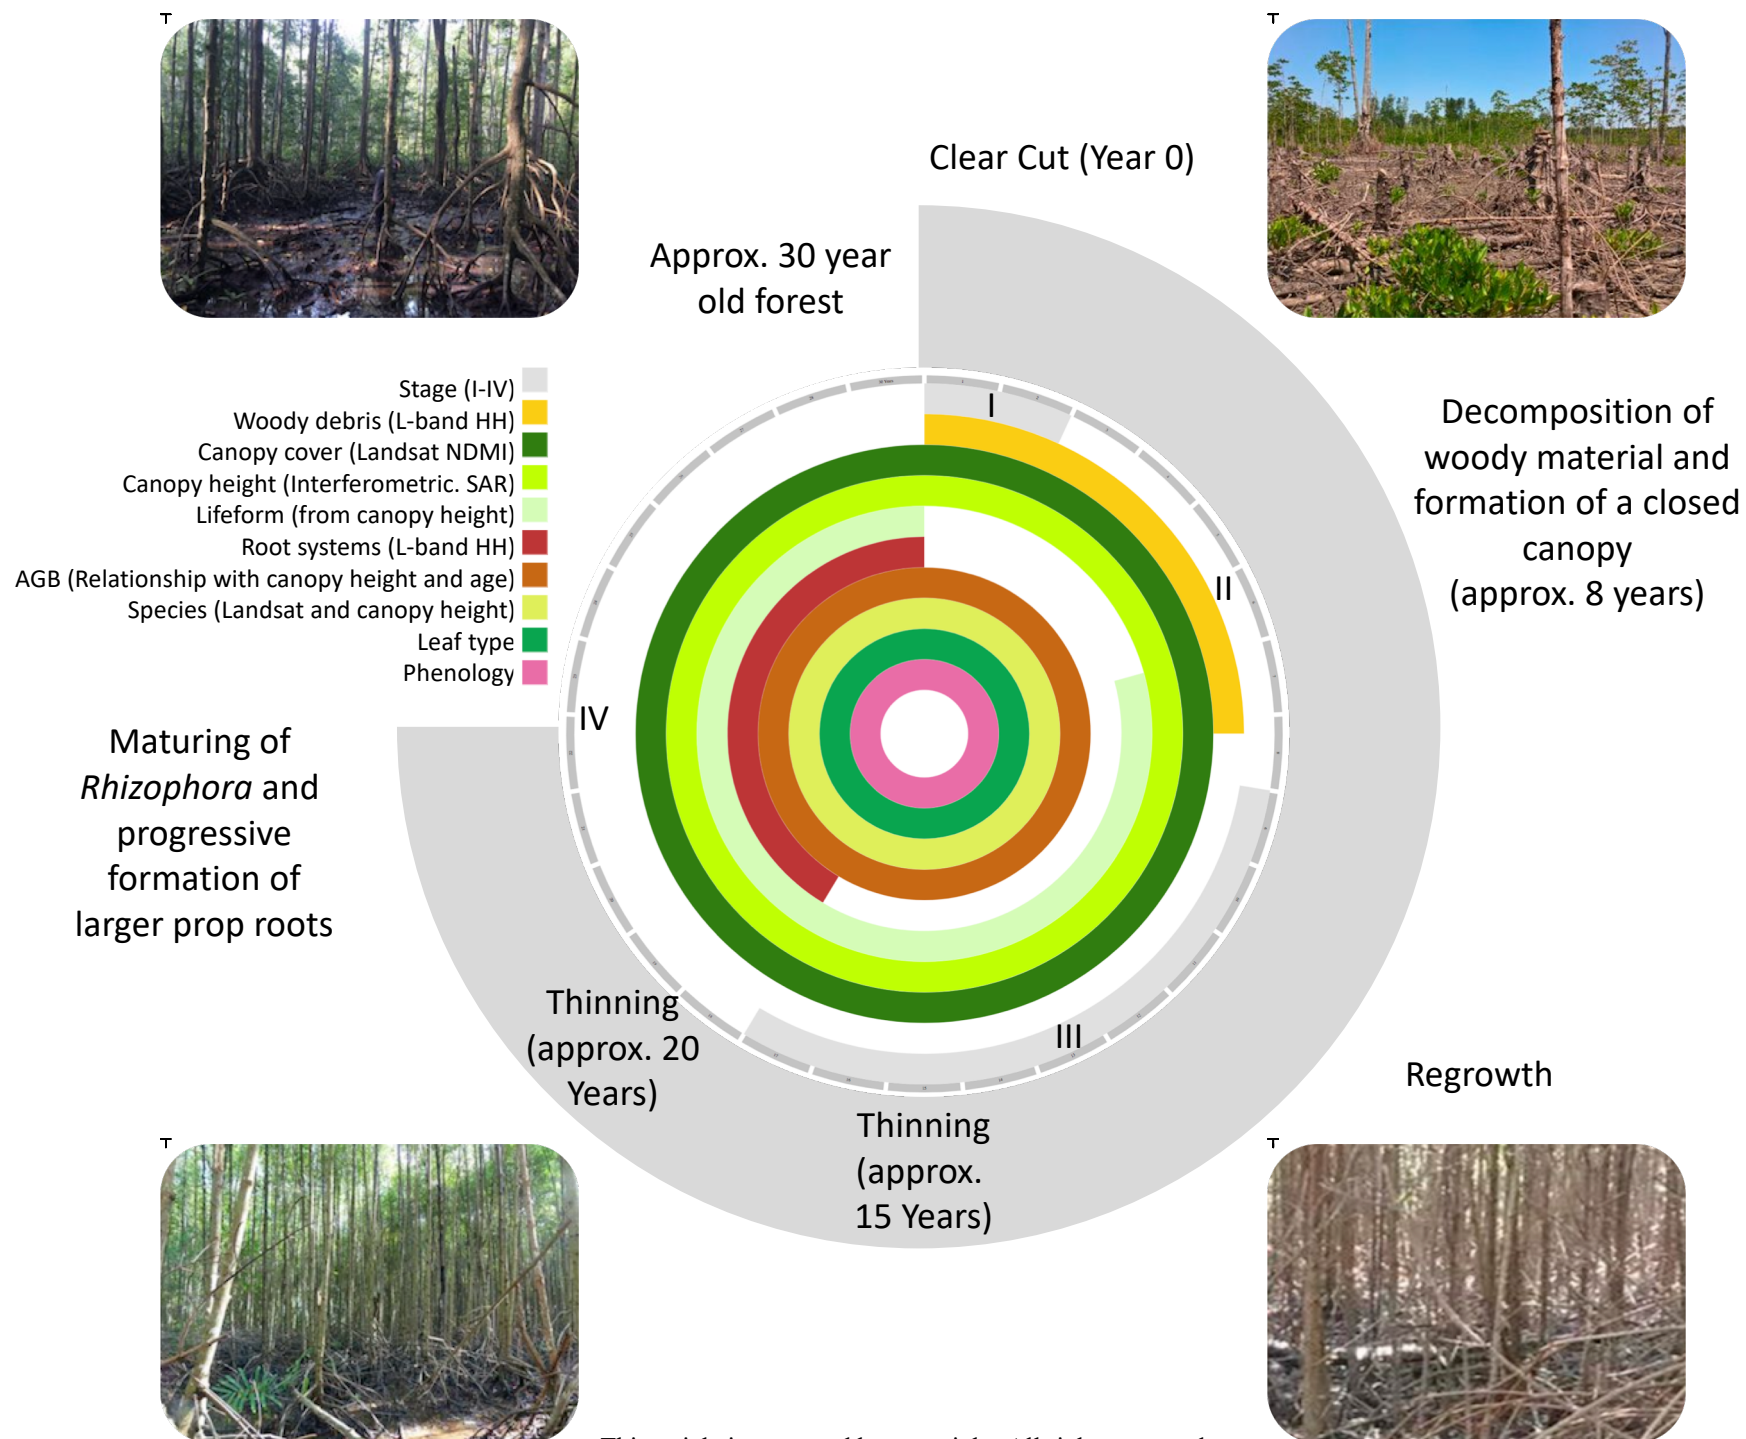 Clear Cut (Year 0)
Approx. 30 year
old forest
Stage (I-IV)
Woody debris (L-band HH)
Canopy cover (Landsat NDMI)
Canopy height (Interferometric. SAR)
Lifeform (from canopy height)
Root systems (L-band HH)
AGB (Relationship with canopy height and age)
Species (Landsat and canopy height)
Leaf type
Phenology
I
II
III
IV
Decomposition of
woody material and
formation of a closed
canopy
(approx. 8 years)
Maturing of
Rhizophora and
progressive
formation of
larger prop roots
Thinning
(approx. 20
Years)
Thinning
(approx.
15 Years)
Regrowth